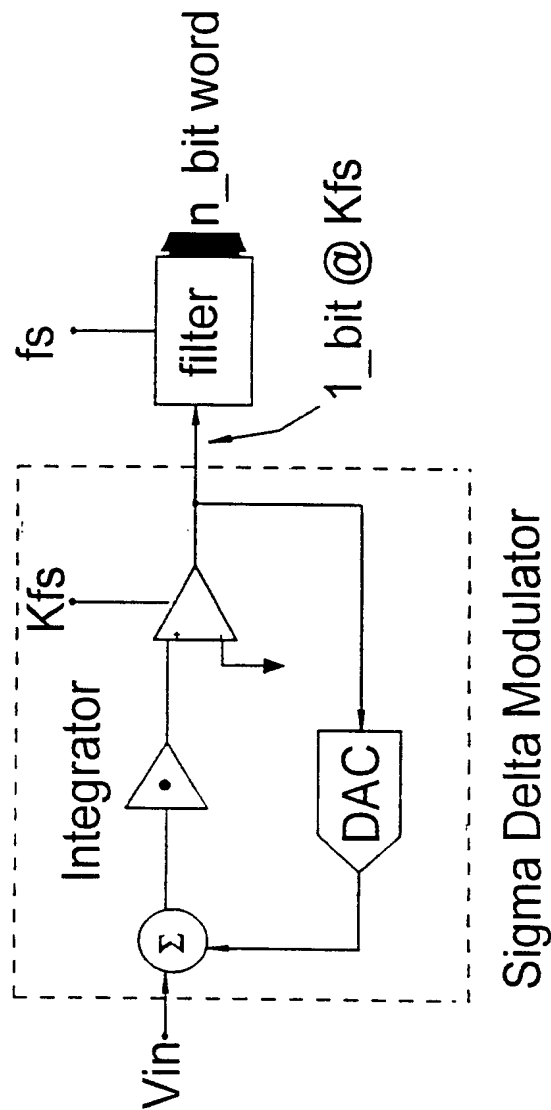 Vin
Σ
Integrator
Kfs
DAC
fs
filter
n_bit word
1_bit @ Kfs
Sigma Delta Modulator